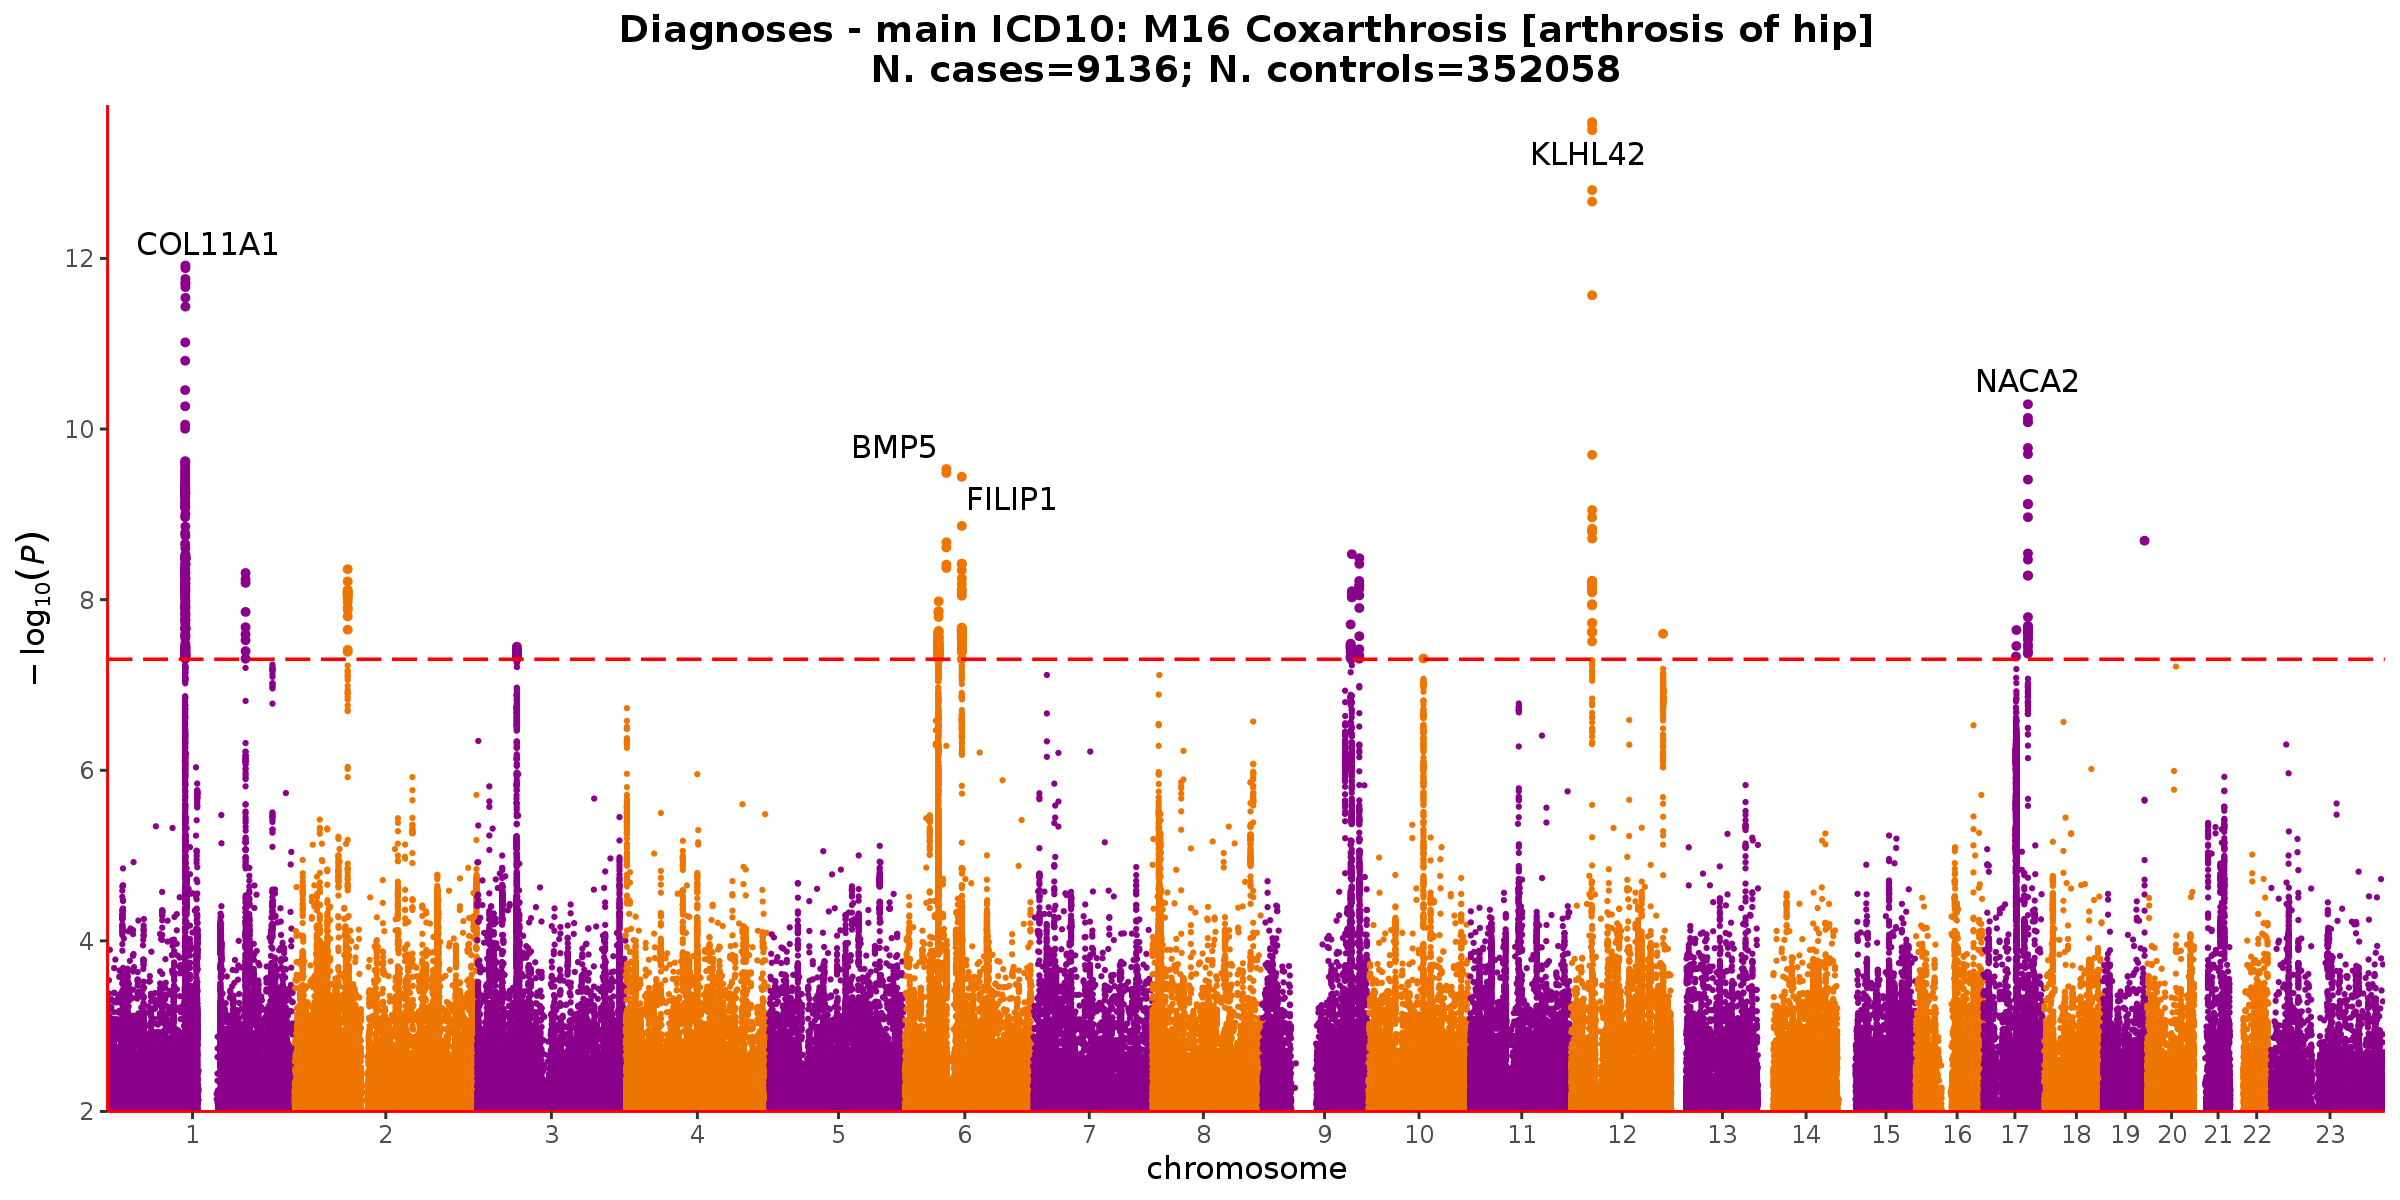 Diagnoses - main ICD10: M16 Coxarthrosis [arthrosis of hip]
N. cases=9136; N. controls=352058
KLHL42
COL11A1
12
NACA2
10
BMP5
FILIP1
8
−log10(P)
6
4
2
1 2 3 4 5 6 7 8 9 10 11 12 13 14 15 16 17 18 19 20 21 22 23
chromosome